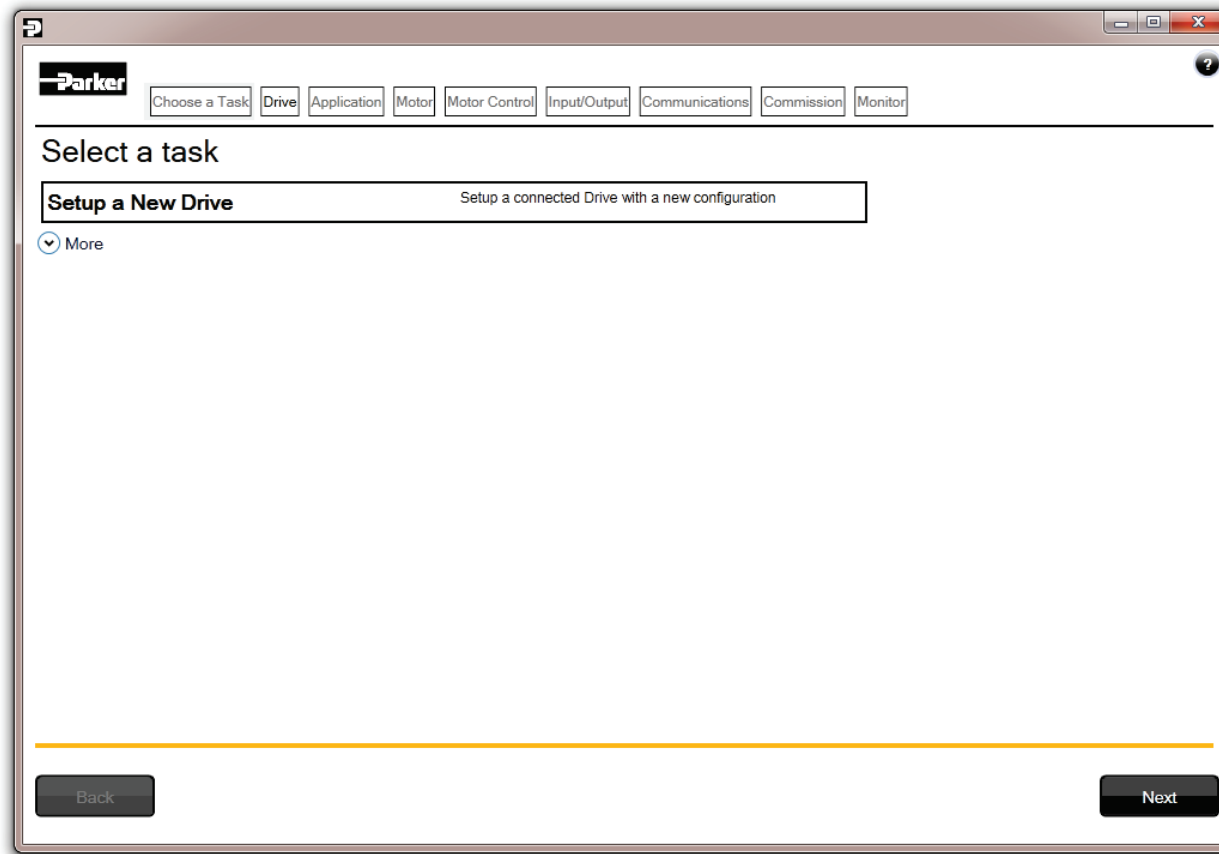 Parker
Choose a Task Drive Application Motor Motor Control Input/Output Communications Commission Monitor
?
Select a task
Setup a New Drive Setup a connected Drive with a new configuration
More
Back Next